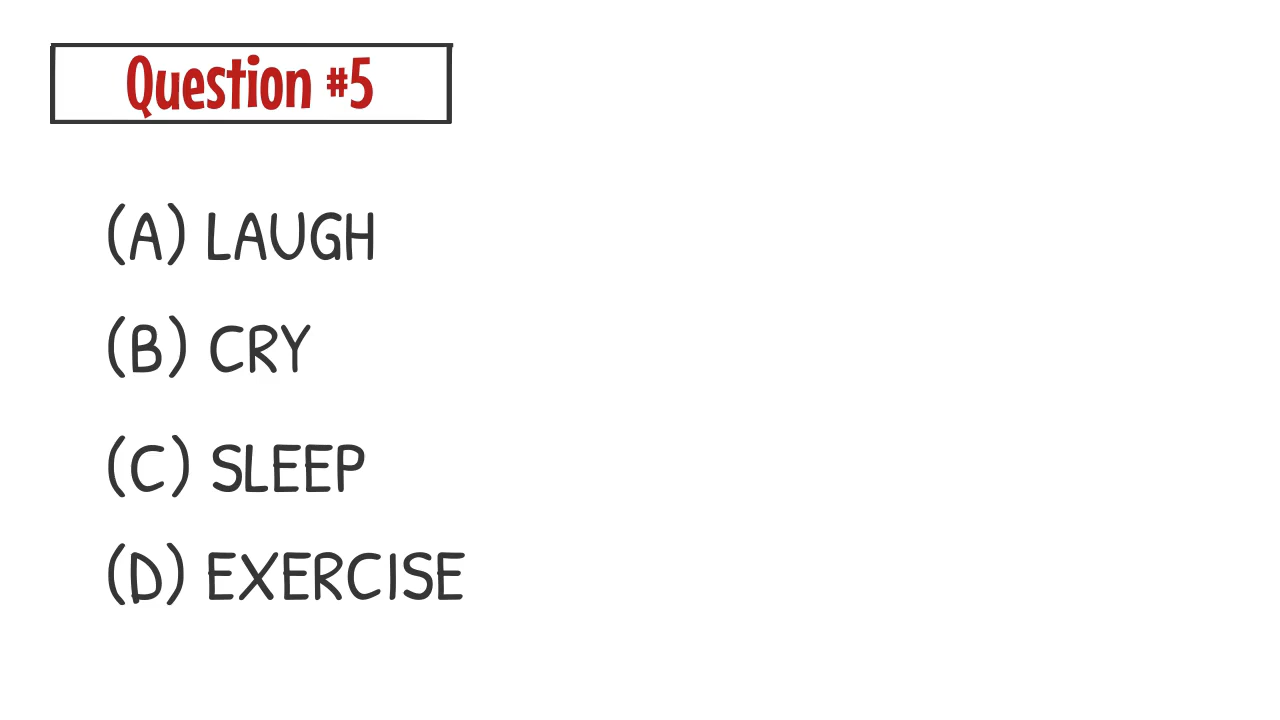 Question #5
(A) LAUGH
(B) CRY
(C) SLEEP
(D) EXERCISE